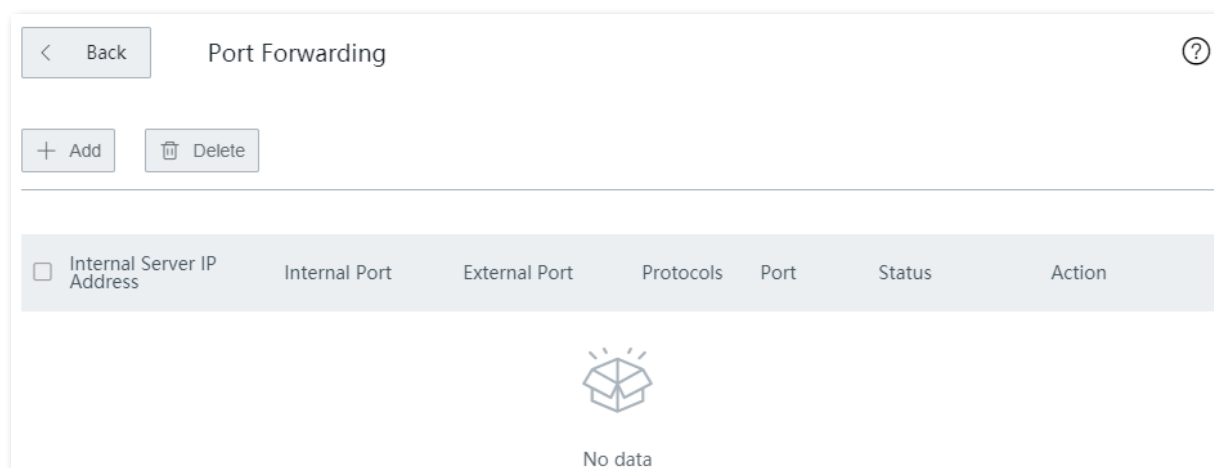 Back
Port Forwarding
Add
Delete
Internal Server IP
Address
Internal Port
External Port
Protocols
Port
Status
Action
No data